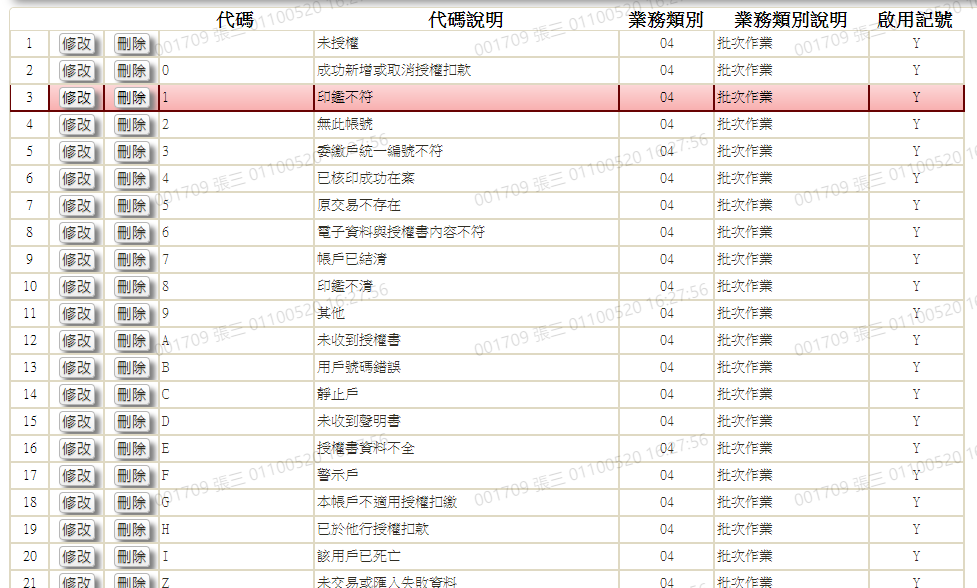 代碼 代碼說明 業務類別 業務類別說明 啟用記號
1 修改 刪除 未授權 04 批次作業 Y
2 修改 刪除 0 成功新增或取消授權扣款 04 批次作業 Y
3 修改 刪除 1 印鑑不符 04 批次作業 Y
4 修改 刪除 2 無此帳號 04 批次作業 Y
5 修改 刪除 3 委繳戶統一編號不符 04 批次作業 Y
6 修改 刪除 4 已核印成功在案 04 批次作業 Y
7 修改 刪除 5 原交易不存在 04 批次作業 Y
8 修改 刪除 6 電子資料與授權書內容不符 04 批次作業 Y
9 修改 刪除 7 帳戶已結清 04 批次作業 Y
10 修改 刪除 8 印鑑不清 04 批次作業 Y
11 修改 刪除 9 其他 04 批次作業 Y
12 修改 刪除 A 未收到授權書 04 批次作業 Y
13 修改 刪除 B 用戶號碼錯誤 04 批次作業 Y
14 修改 刪除 C 靜止戶 04 批次作業 Y
15 修改 刪除 D 未收到聲明書 04 批次作業 Y
16 修改 刪除 E 授權書資料不全 04 批次作業 Y
17 修改 刪除 F 警示戶 04 批次作業 Y
18 修改 刪除 G 本帳戶不適用授權扣繳 04 批次作業 Y
19 修改 刪除 H 已於他行授權扣款 04 批次作業 Y
20 修改 刪除 I 該用戶已死亡 04 批次作業 Y
21 修改 刪除 Z 未交易或匯入失敗資料 04 批次作業 Y
001709 張三 01100520 16:27:56